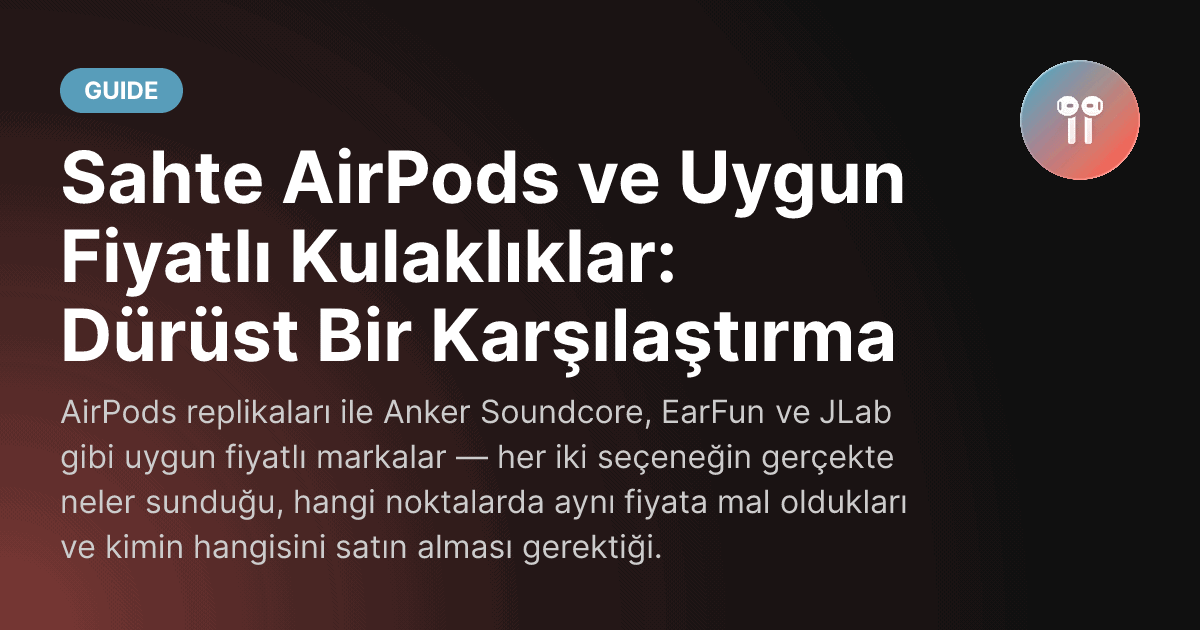 GUIDE
Sahte AirPods ve Uygun
Fiyatlı Kulaklıklar:
Dürüst Bir Karşılaştırma
AirPods replikaları ile Anker Soundcore, EarFun ve JLab
gibi uygun fiyatlı markalar — her iki seçeneğin gerçekte
neler sunduğu, hangi noktalarda aynı fiyata mal oldukları
ve kimin hangisini satın alması gerektiği.